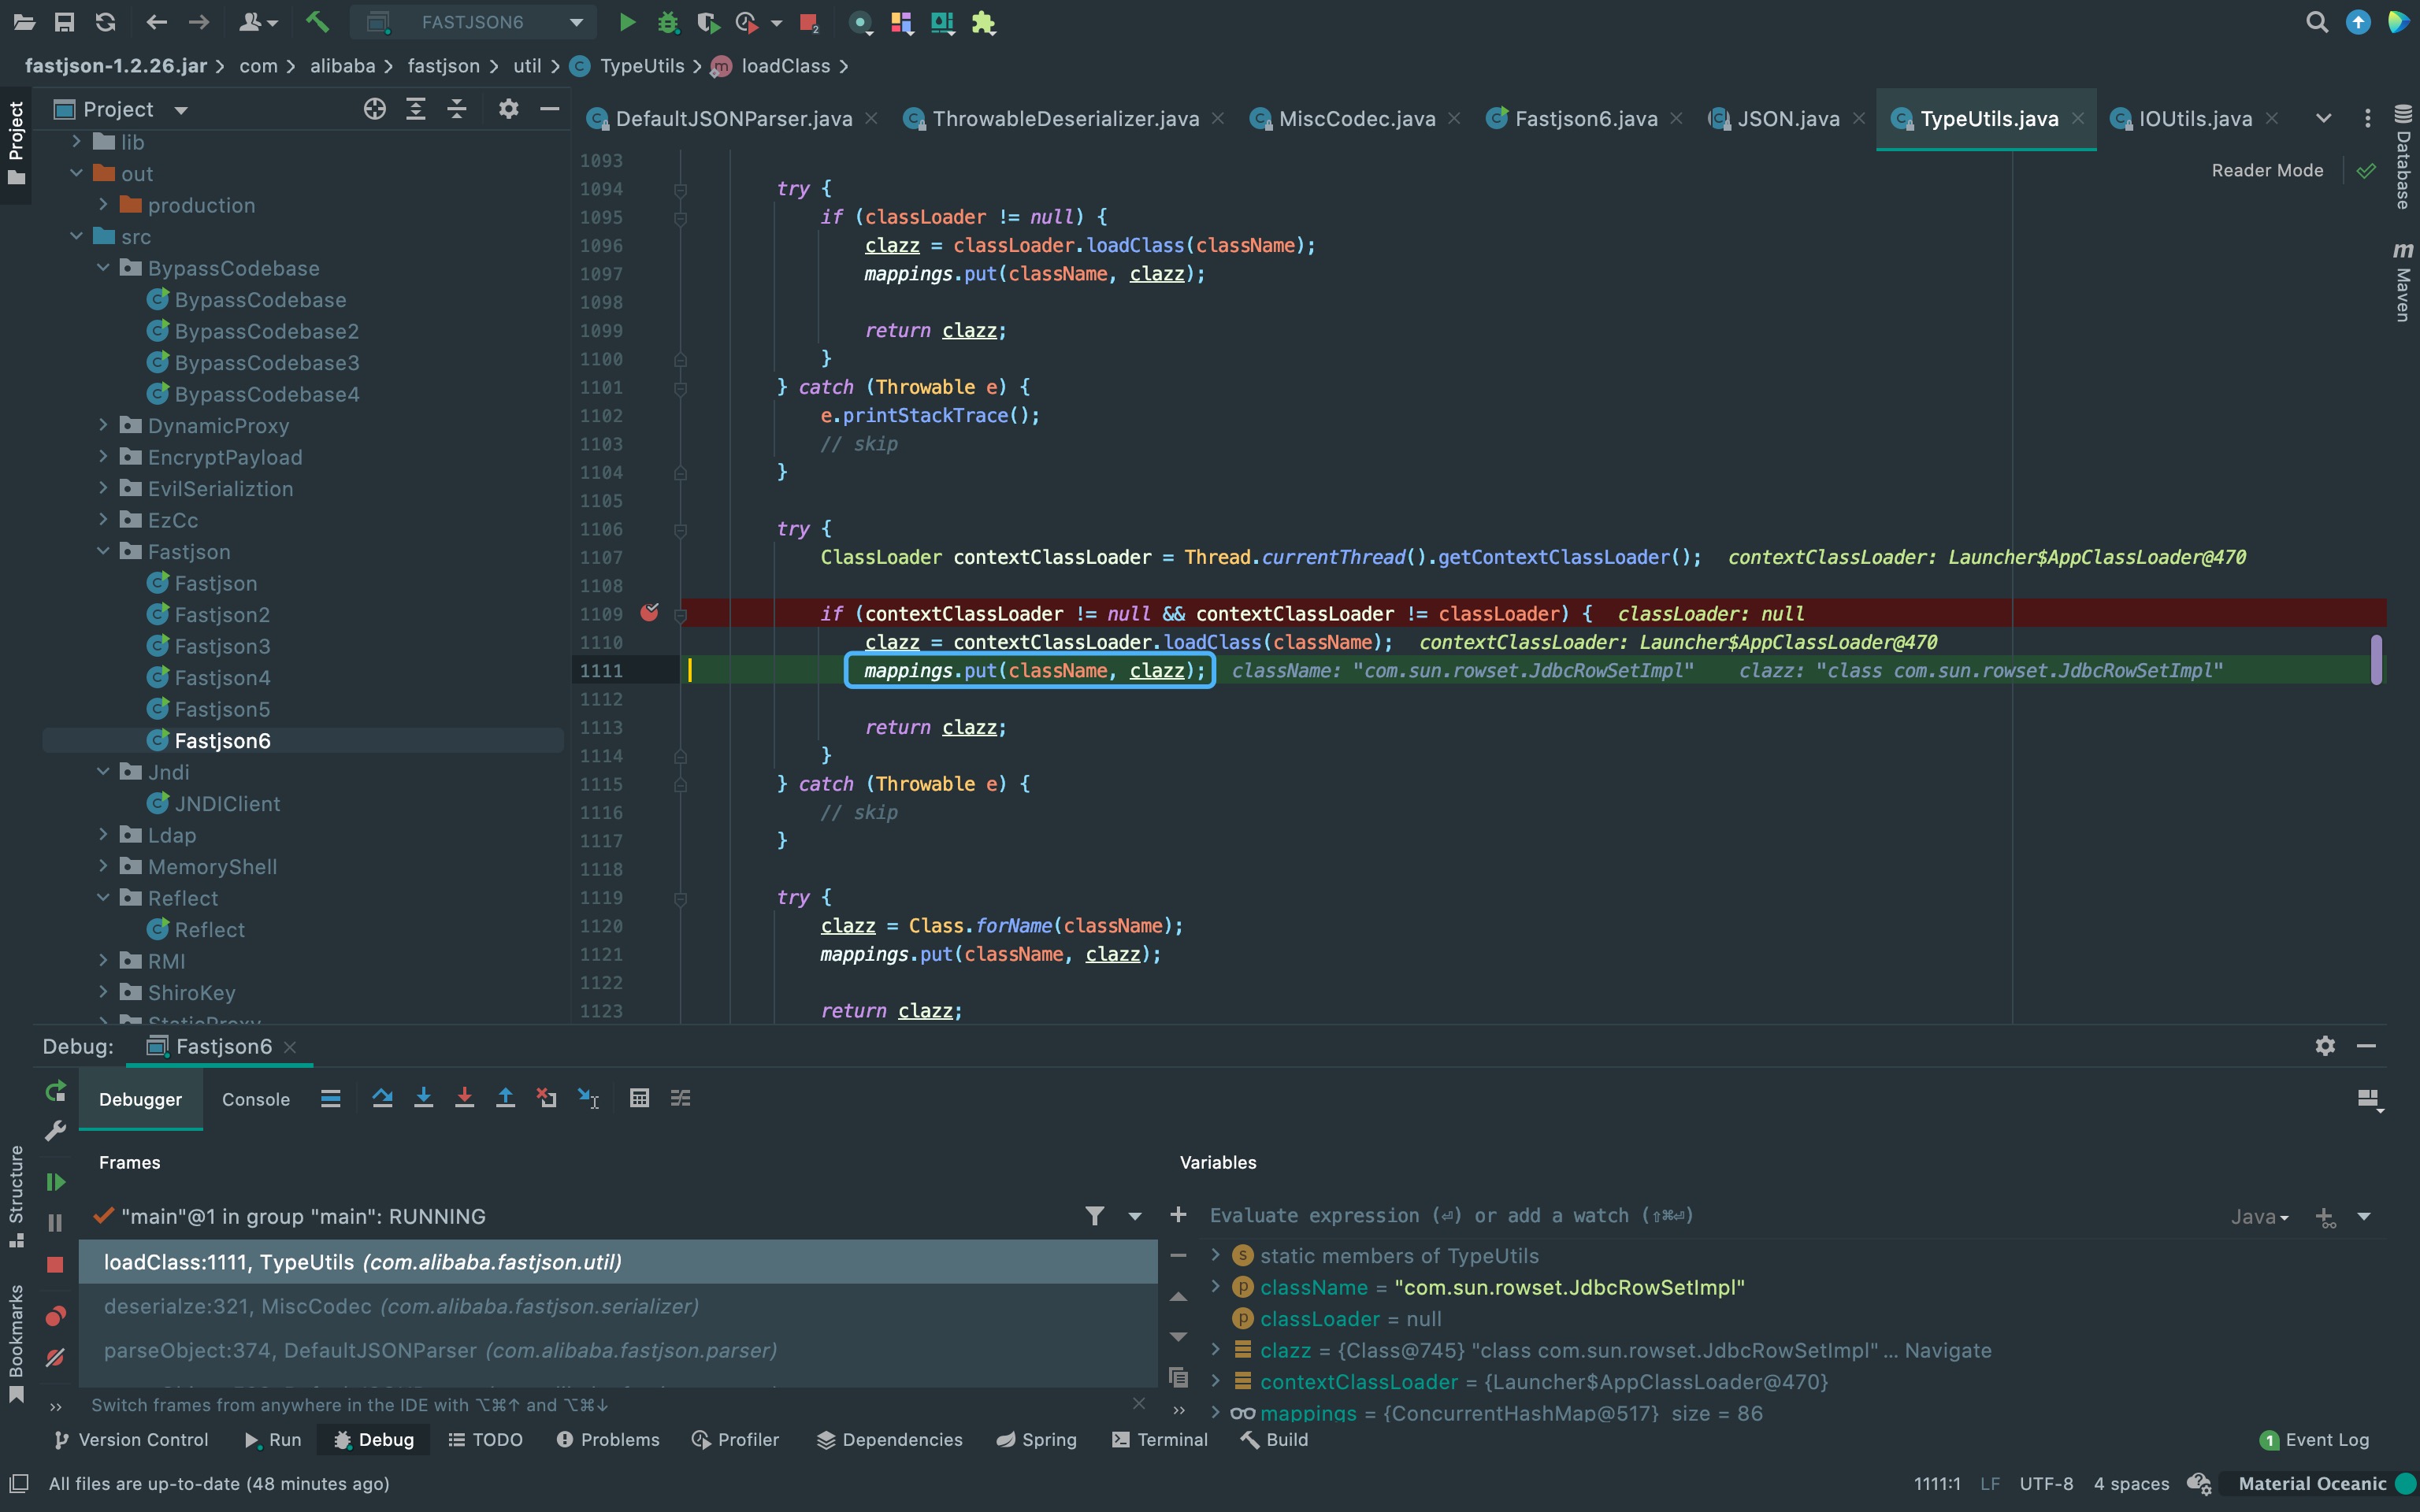 FASTJSON6
fastjson-1.2.26.jar > com > alibaba > fastjson > util > TypeUtils > loadClass >
Project
Project
DefaultJSONParser.java
ThrowableDeserializer.java
MiscCodec.java
Fastjson6.java
JSON.java
TypeUtils.java
IOUtils.java
Database
Maven
Reader Mode
lib
out
production
src
BypassCodebase
BypassCodebase
BypassCodebase2
BypassCodebase3
BypassCodebase4
DynamicProxy
EncryptPayload
EvilSerializtion
EzCc
Fastjson
Fastjson
Fastjson2
Fastjson3
Fastjson4
Fastjson5
Fastjson6
Jndi
JNDIClient
Ldap
MemoryShell
Reflect
Reflect
RMI
ShiroKey
StaticProxy
1093
1094 try {
1095 if (classLoader != null) {
1096 clazz = classLoader.loadClass(className);
1097 mappings.put(className, clazz);
1098
1099 return clazz;
1100 }
1101 } catch (Throwable e) {
1102 e.printStackTrace();
1103 // skip
1104 }
1105
1106 try {
1107 ClassLoader contextClassLoader = Thread.currentThread().getContextClassLoader(); contextClassLoader: Launcher$AppClassLoader@470
1108
1109 if (contextClassLoader != null && contextClassLoader != classLoader) { classLoader: null
1110 clazz = contextClassLoader.loadClass(className); contextClassLoader: Launcher$AppClassLoader@470
1111 mappings.put(className, clazz); className: "com.sun.rowset.JdbcRowSetImpl" clazz: "class com.sun.rowset.JdbcRowSetImpl"
1112
1113 return clazz;
1114 }
1115 } catch (Throwable e) {
1116 // skip
1117 }
1118
1119 try {
1120 clazz = Class.forName(className);
1121 mappings.put(className, clazz);
1122
1123 return clazz;
Debug: Fastjson6
Debugger Console
Structure
Bookmarks
Frames
"main"@1 in group "main": RUNNING
loadClass:1111, TypeUtils (com.alibaba.fastjson.util)
deserialze:321, MiscCodec (com.alibaba.fastjson.serializer)
parseObject:374, DefaultJSONParser (com.alibaba.fastjson.parser)
Switch frames from anywhere in the IDE with ⌥⌘↑ and ⌥⌘↓
Variables
Evaluate expression (⏎) or add a watch (⇧⌘⏎)
Java
static members of TypeUtils
className = "com.sun.rowset.JdbcRowSetImpl"
classLoader = null
clazz = {Class@745} "class com.sun.rowset.JdbcRowSetImpl" ... Navigate
contextClassLoader = {Launcher$AppClassLoader@470}
mappings = {ConcurrentHashMap@517} size = 86
Version Control Run Debug TODO Problems Profiler Dependencies Spring Terminal Build 1 Event Log
All files are up-to-date (48 minutes ago) 1111:1 LF UTF-8 4 spaces Material Oceanic